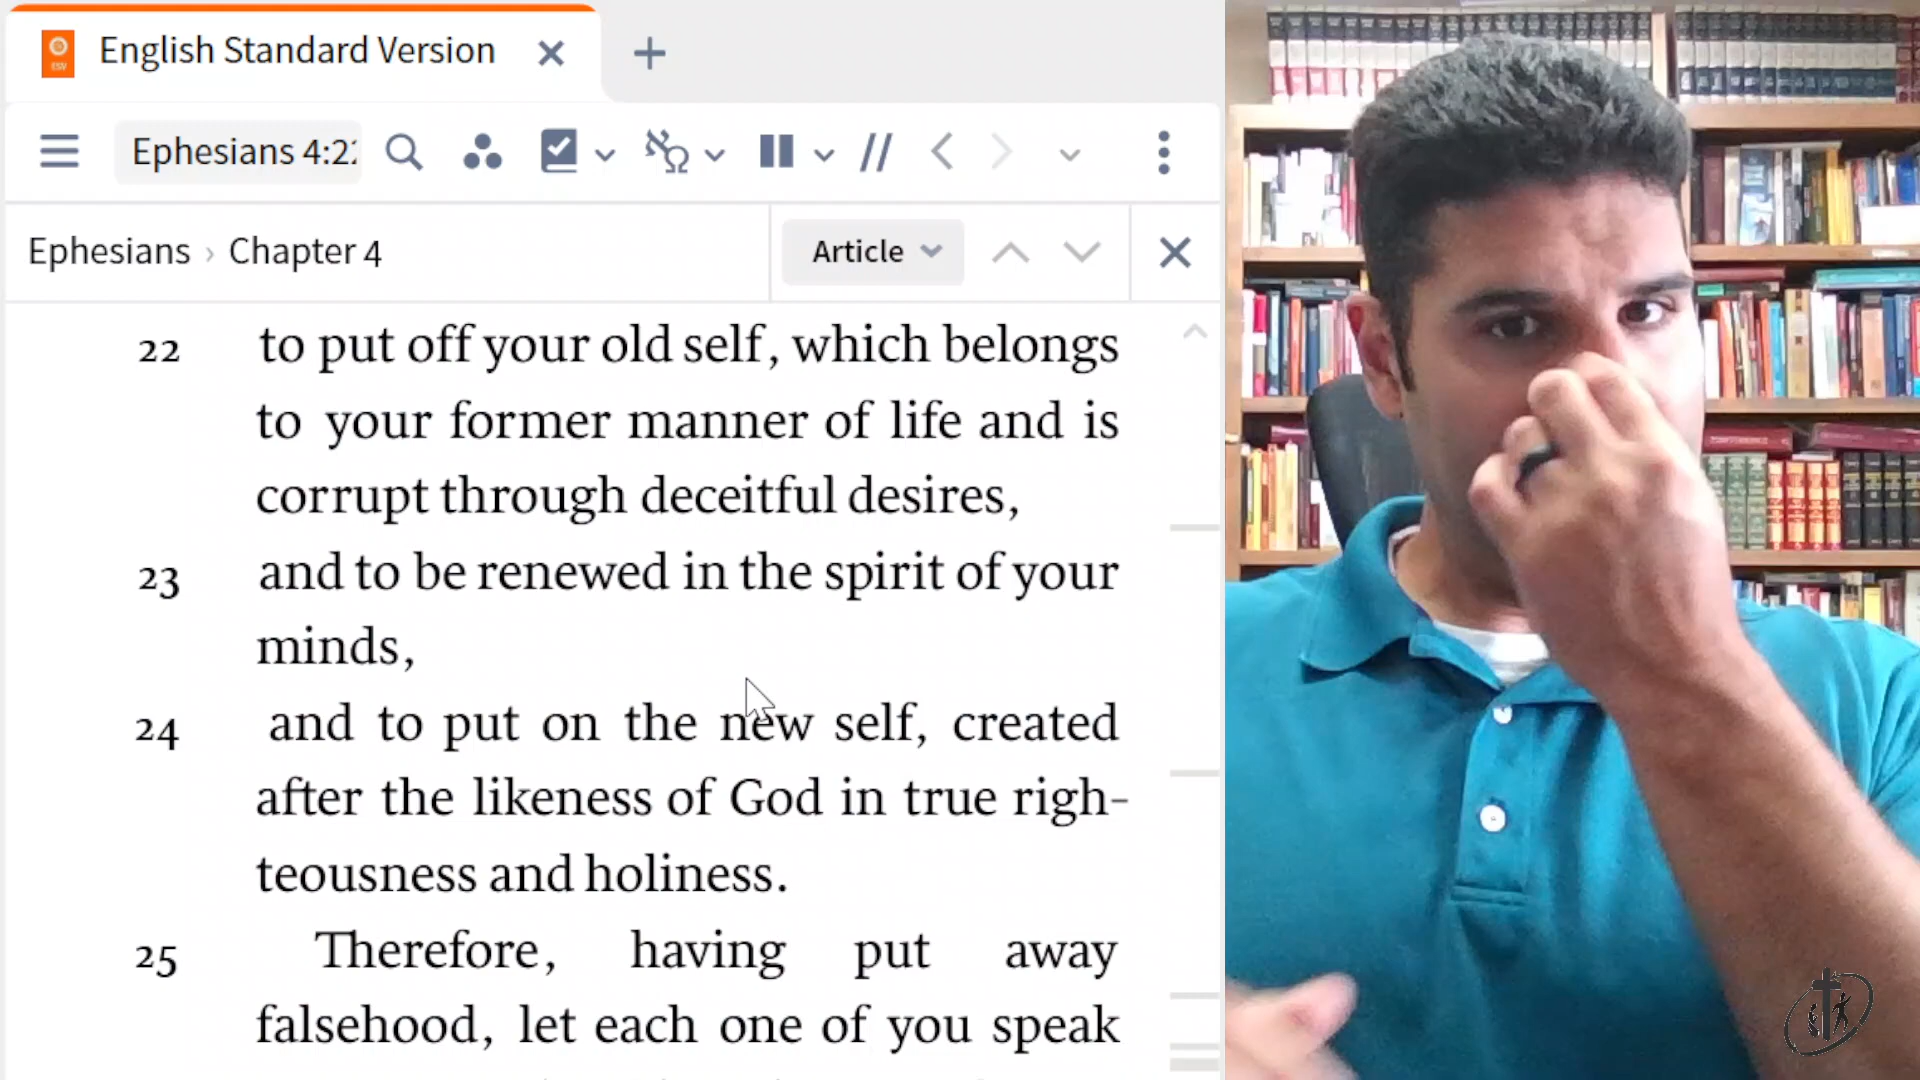 English Standard Version
ESV
Ephesians 4:22
Ephesians › Chapter 4
Article
22 to put off your old self, which belongs
to your former manner of life and is
corrupt through deceitful desires,
23 and to be renewed in the spirit of your
minds,
24 and to put on the new self, created
after the likeness of God in true righ-
teousness and holiness.
25 Therefore, having put away
falsehood, let each one of you speak